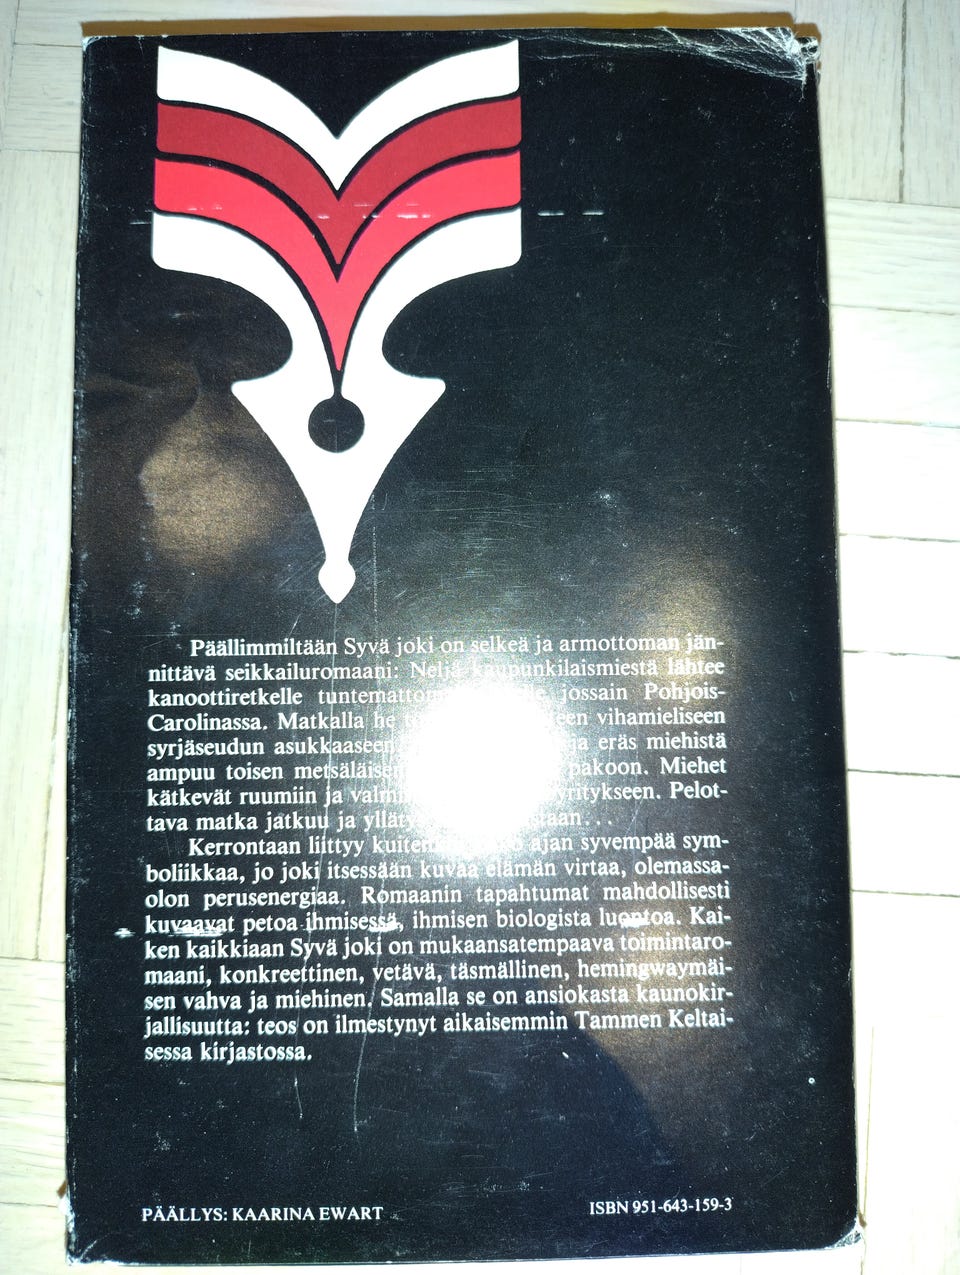 Päällimmiltään Syvä joki on selkeä ja armottoman jän-
nittävä seikkailuromaani: Neljä kaupunkilaismiestä lähtee
kanoottiretkelle jossain Pohjois-
Carolinassa. Matkalla he vihamieliseen
syrjäseudun asukkaaseen eräs miehistä
ampuu toisen pakoon. Miehet
kätkevät ruumiin ja Pelot-
tava matka jatkuu ja
Kerrontaan liittyy ajan syvempää sym-
boliikkaa, jo joki itsessään kuvaa elämän virtaa, olemassa-
olon perusenergiaa. Romaanin tapahtumat mahdollisesti
kuvaavat petoa ihmisessä, ihmisen biologista luontoa. Kai-
ken kaikkiaan Syvä joki on mukaansatempaava toimintaro-
maani, konkreettinen, vetävä, täsmällinen, hemingwaymäi-
sen vahva ja miehinen. Samalla se on ansiokasta kaunokir-
jallisuutta: teos on ilmestynyt aikaisemmin Tammen Keltai-
sessa kirjastossa.
PÄÄLLYS: KAARINA EWART
ISBN 951-643-159-3